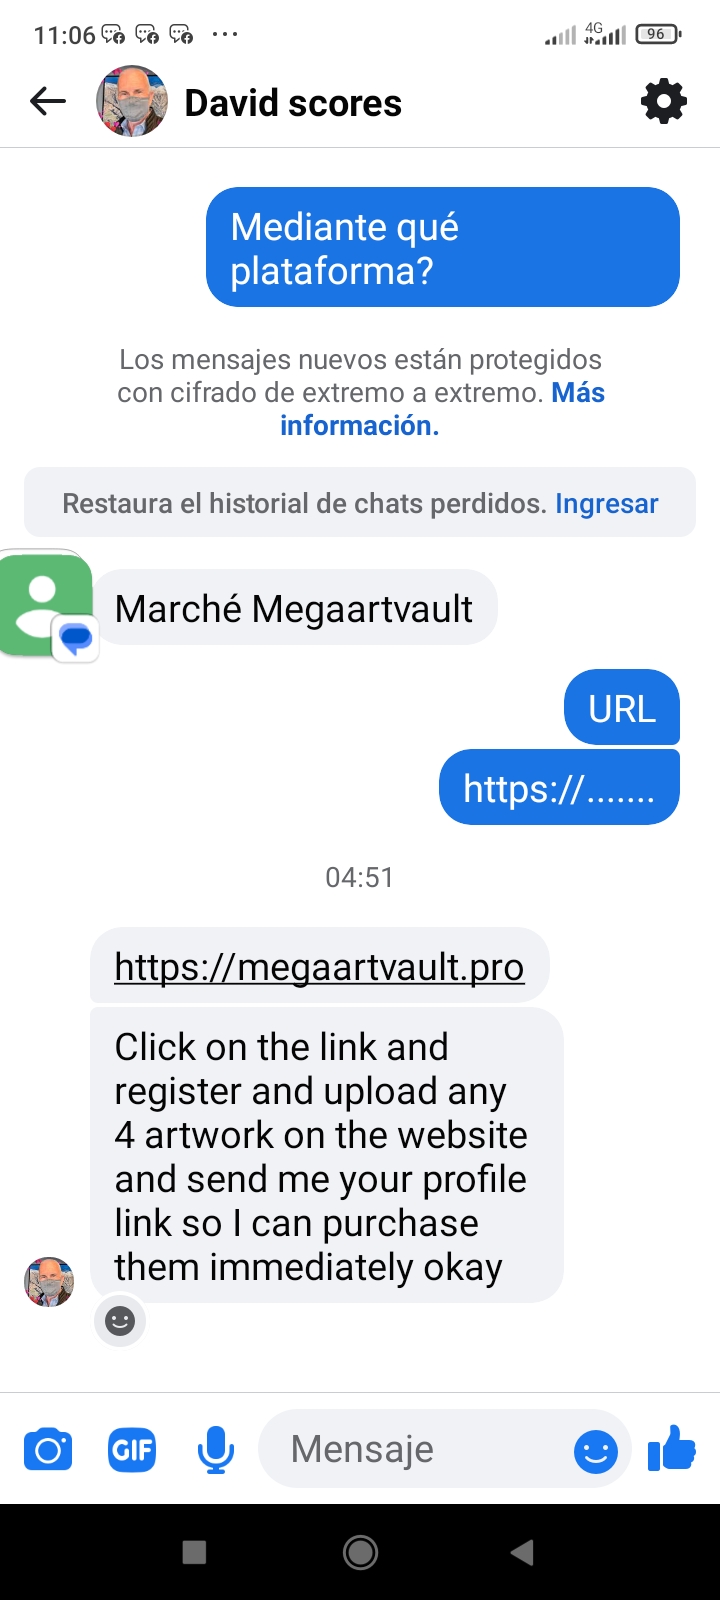 11:06 ... 4G 96
David scores
Mediante qué
plataforma?
Los mensajes nuevos están protegidos
con cifrado de extremo a extremo. Más
información.
Restaura el historial de chats perdidos. Ingresar
Marché Megaartvault
URL
https://.......
04:51
https://megaartvault.pro
Click on the link and
register and upload any
4 artwork on the website
and send me your profile
link so I can purchase
them immediately okay
GIF Mensaje